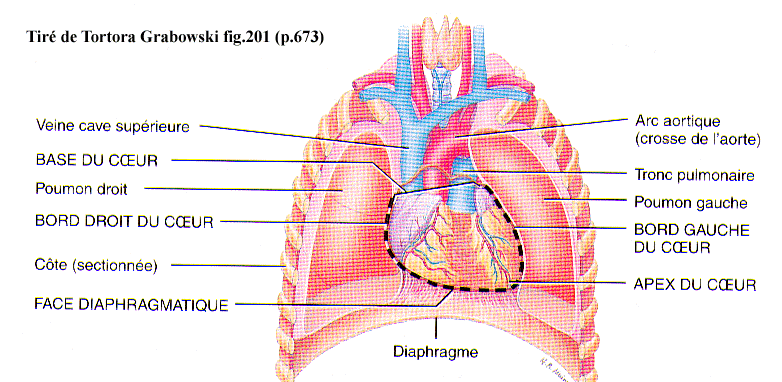 Tiré de Tortora Grabowski fig.201 (p.673)
Veine cave supérieure
BASE DU CŒUR
Poumon droit
BORD DROIT DU CŒUR
Côte (sectionnée)
FACE DIAPHRAGMATIQUE
Arc aortique
(crosse de l'aorte)
Tronc pulmonaire
Poumon gauche
BORD GAUCHE
DU CŒUR
APEX DU CŒUR
Diaphragme